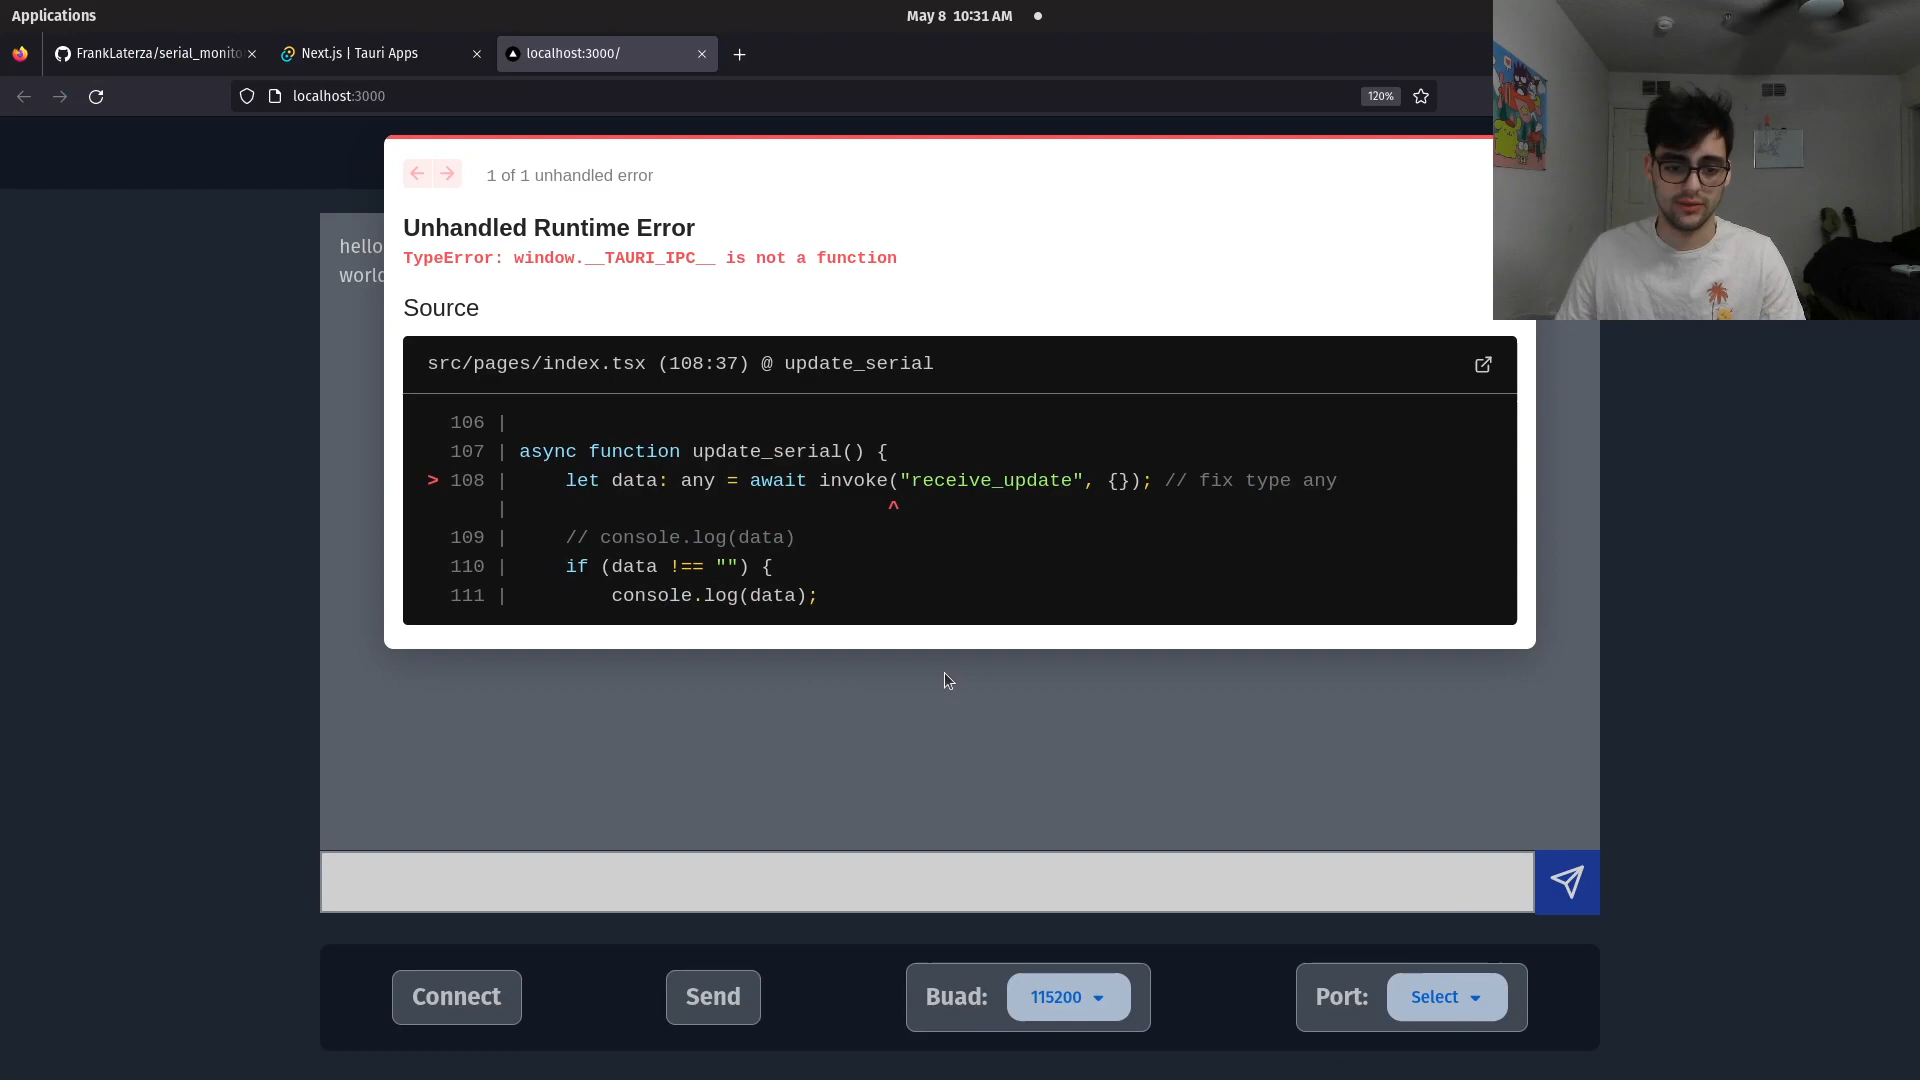 Applications
May 8 10:31 AM
FrankLaterza/serial_monito
Next.js | Tauri Apps
localhost:3000/
localhost:3000
120%
1 of 1 unhandled error
Unhandled Runtime Error
TypeError: window.__TAURI_IPC__ is not a function
hello
world
Source
src/pages/index.tsx (108:37) @ update_serial
106 |
107 | async function update_serial() {
> 108 |     let data: any = await invoke("receive_update", {}); // fix type any
|                                  ^
109 |     // console.log(data)
110 |     if (data !== "") {
111 |         console.log(data);
Connect
Send
Buad:
115200
Port:
Select